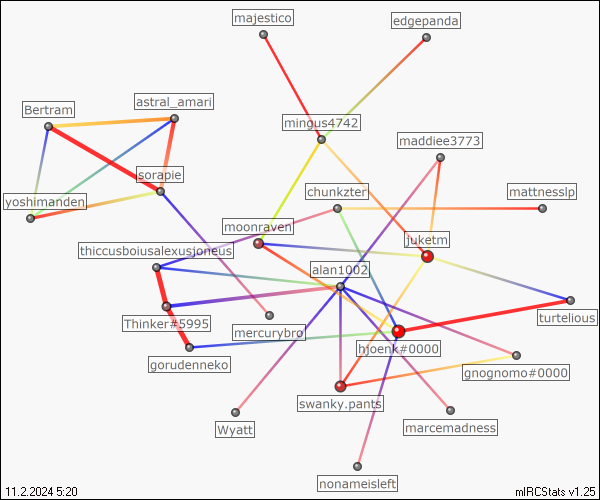 majestico
edgepanda
astral_amari
Bertram
mingus4742
maddiee3773
sorapie
chunkzter
mattnesslp
yoshimanden
moonraven
juketm
thiccusboiusalexusjoneus
alan1002
Thinker#5995
mercurybro
turtelious
hjoenk#0000
gorudenneko
gnognomo#0000
swanky.pants
Wyatt
marcemadness
nonameisleft
11.2.2024 5:20
mIRCStats v1.25